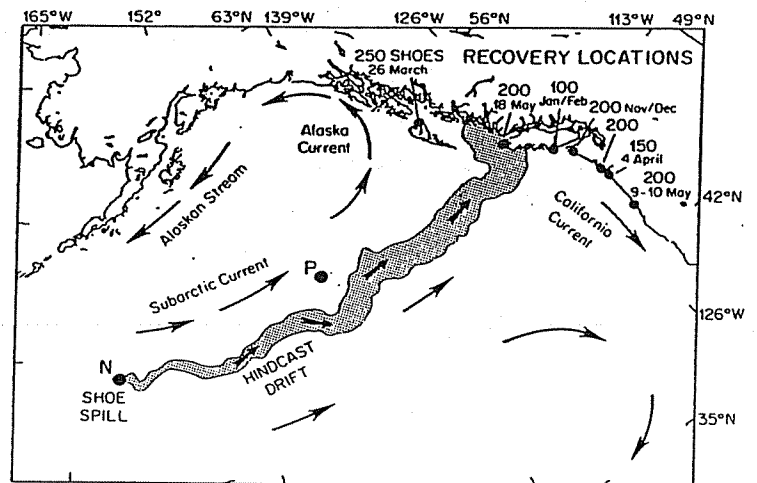 165°W 152° 63°N 139°W 126°W 56°N 113°W 49°N
250 SHOES
26 March
RECOVERY LOCATIONS
200
18 May
100
Jan/Feb
200 Nov/Dec
200
150
4 April
200
9-10 May
42°N
Alaska
Current
Alaskan Stream
California
Current
Subarctic Current
P
126°W
N
SHOE
SPILL
HINDCAST
DRIFT
35°N